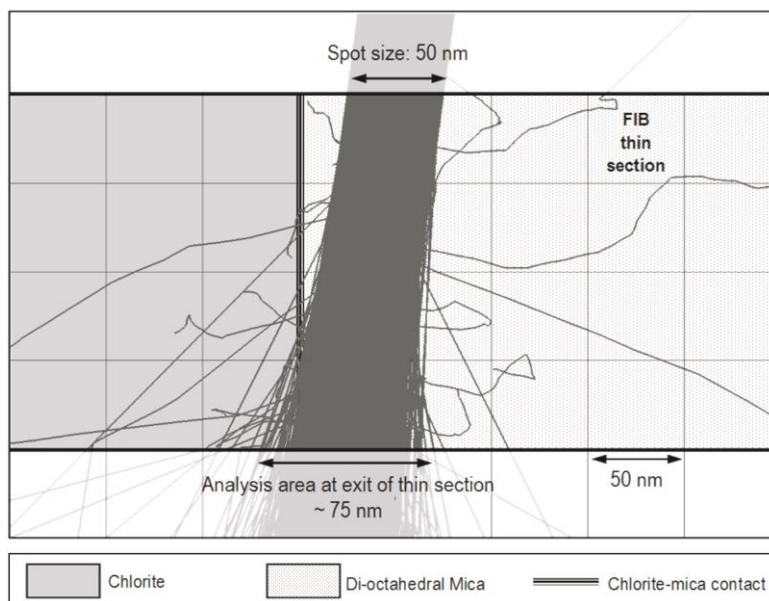 Spot size: 50 nm
FIB
thin
section
Analysis area at exit of thin section
~ 75 nm
50 nm
Chlorite
Di-octahedral Mica
Chlorite-mica contact